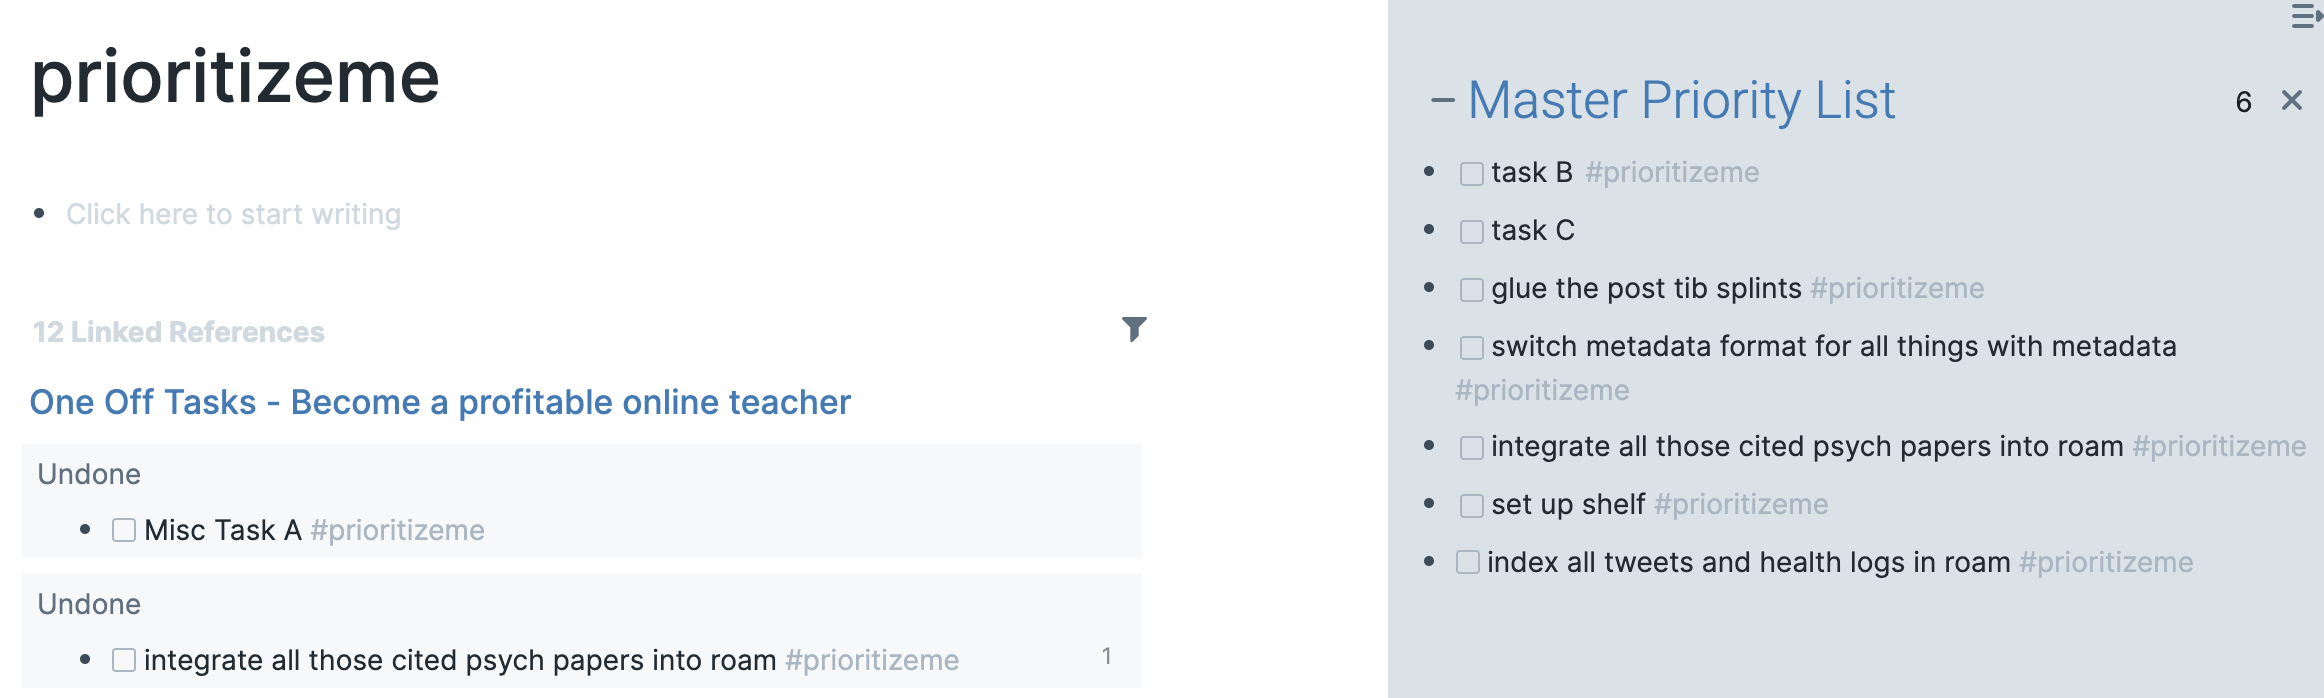 prioritizeme
Click here to start writing
12 Linked References
One Off Tasks - Become a profitable online teacher
Undone
Misc Task A #prioritizeme
Undone
integrate all those cited psych papers into roam #prioritizeme 1
Master Priority List 6
task B #prioritizeme
task C
glue the post tib splints #prioritizeme
switch metadata format for all things with metadata
#prioritizeme
integrate all those cited psych papers into roam #prioritizeme
set up shelf #prioritizeme
index all tweets and health logs in roam #prioritizeme